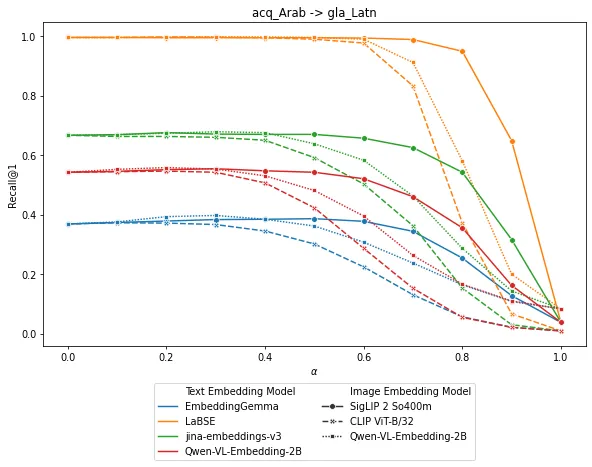 acq_Arab -> gla_Latn
Recall@1
1.0
0.8
0.6
0.4
0.2
0.0
0.0 0.2 0.4 0.6 0.8 1.0
α
Text Embedding Model
EmbeddingGemma
LaBSE
jina-embeddings-v3
Qwen-VL-Embedding-2B
Image Embedding Model
SigLIP 2 So400m
CLIP ViT-B/32
Qwen-VL-Embedding-2B